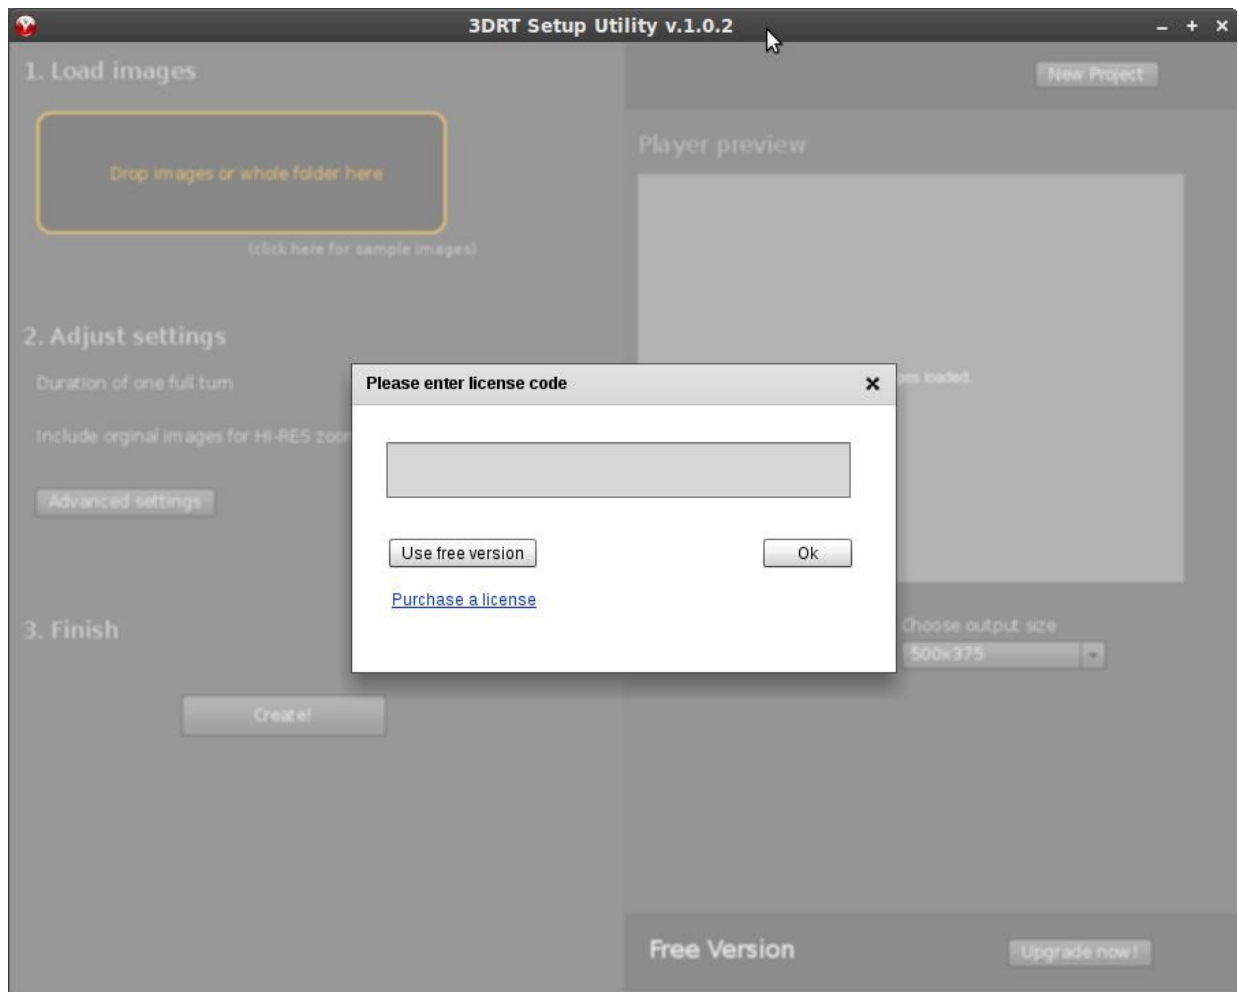 3DRT Setup Utility v.1.0.2
1. Load images
New Project
Drop images or whole folder here
(click here for sample images)
Player preview
2. Adjust settings
Duration of one full turn
Include orginal images for HI-RES zoom
Advanced settings
loaded.
Please enter license code
Use free version
Ok
Purchase a license
3. Finish
Create!
Choose output size
500x375
Free Version
Upgrade now!